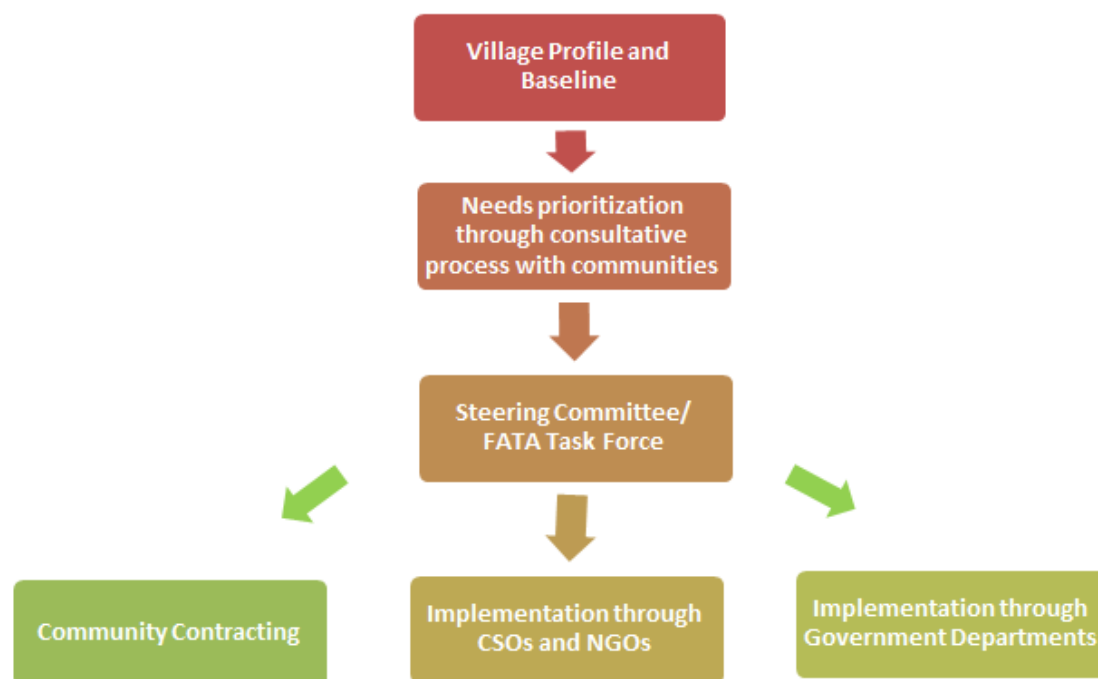 Village Profile and
Baseline
Needs prioritization
through consultative
process with communities
Steering Committee/
FATA Task Force
Community Contracting
Implementation through
CSOs and NGOs
Implementation through
Government Departments